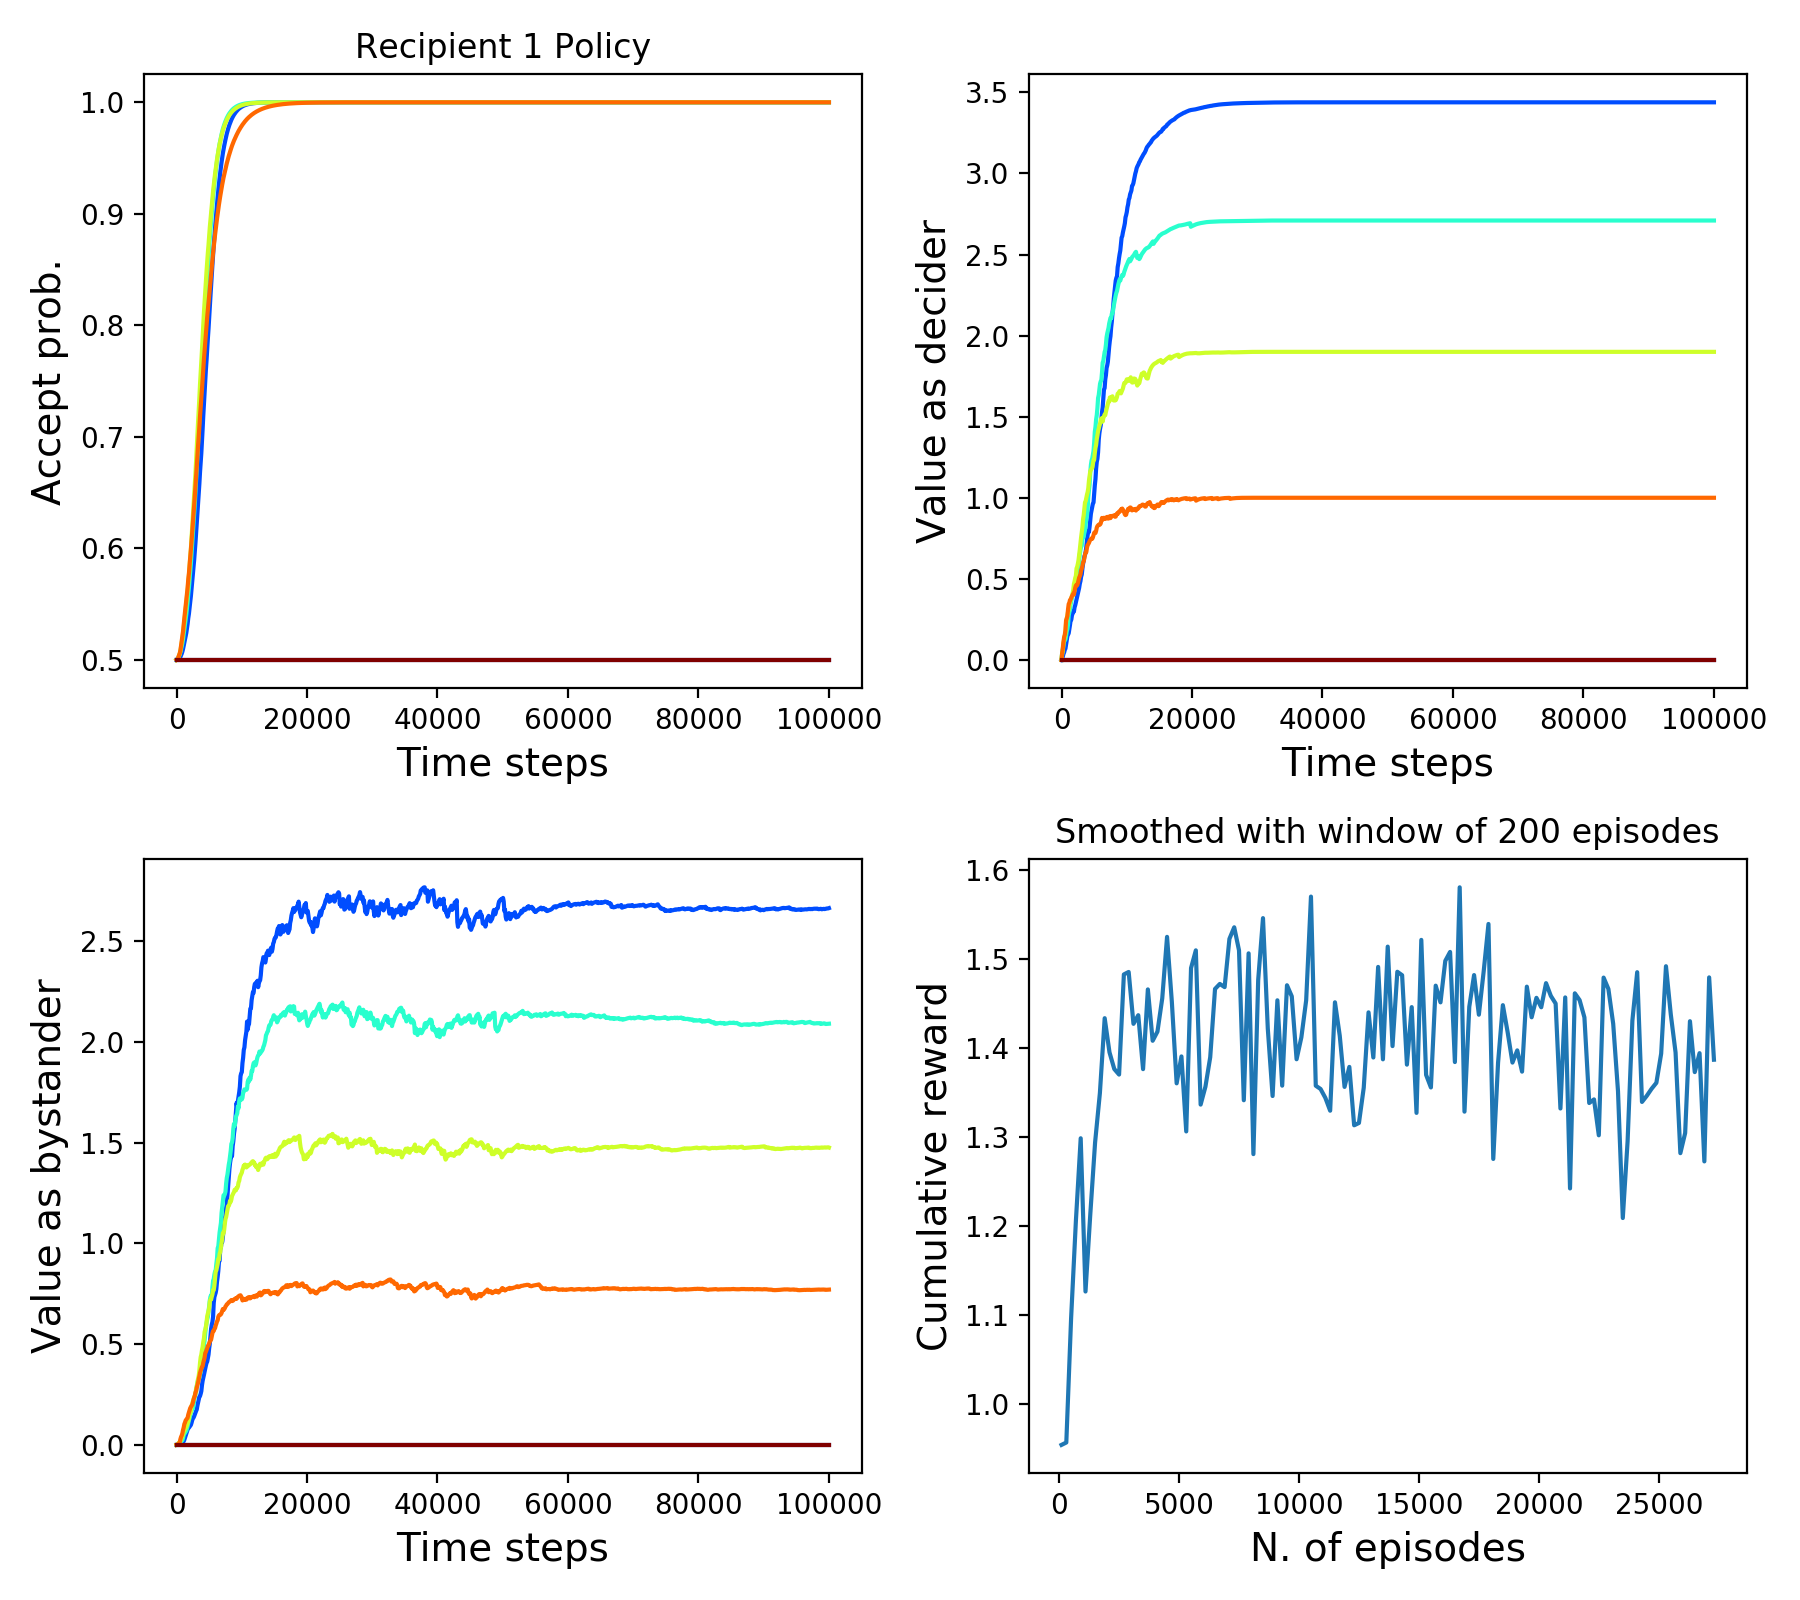 Recipient 1 Policy
Accept prob.
1.0
0.9
0.8
0.7
0.6
0.5
0 20000 40000 60000 80000 100000
Time steps
Value as decider
3.5
3.0
2.5
2.0
1.5
1.0
0.5
0.0
0 20000 40000 60000 80000 100000
Time steps
Value as bystander
2.5
2.0
1.5
1.0
0.5
0.0
0 20000 40000 60000 80000 100000
Time steps
Smoothed with window of 200 episodes
Cumulative reward
1.6
1.5
1.4
1.3
1.2
1.1
1.0
0 5000 10000 15000 20000 25000
N. of episodes